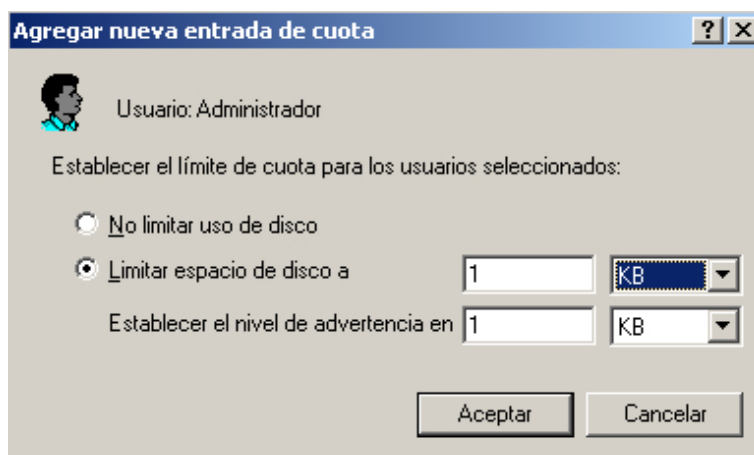 Agregar nueva entrada de cuota
Usuario: Administrador
Establecer el límite de cuota para los usuarios seleccionados:
No limitar uso de disco
Limitar espacio de disco a 1 KB
Establecer el nivel de advertencia en 1 KB
Aceptar Cancelar